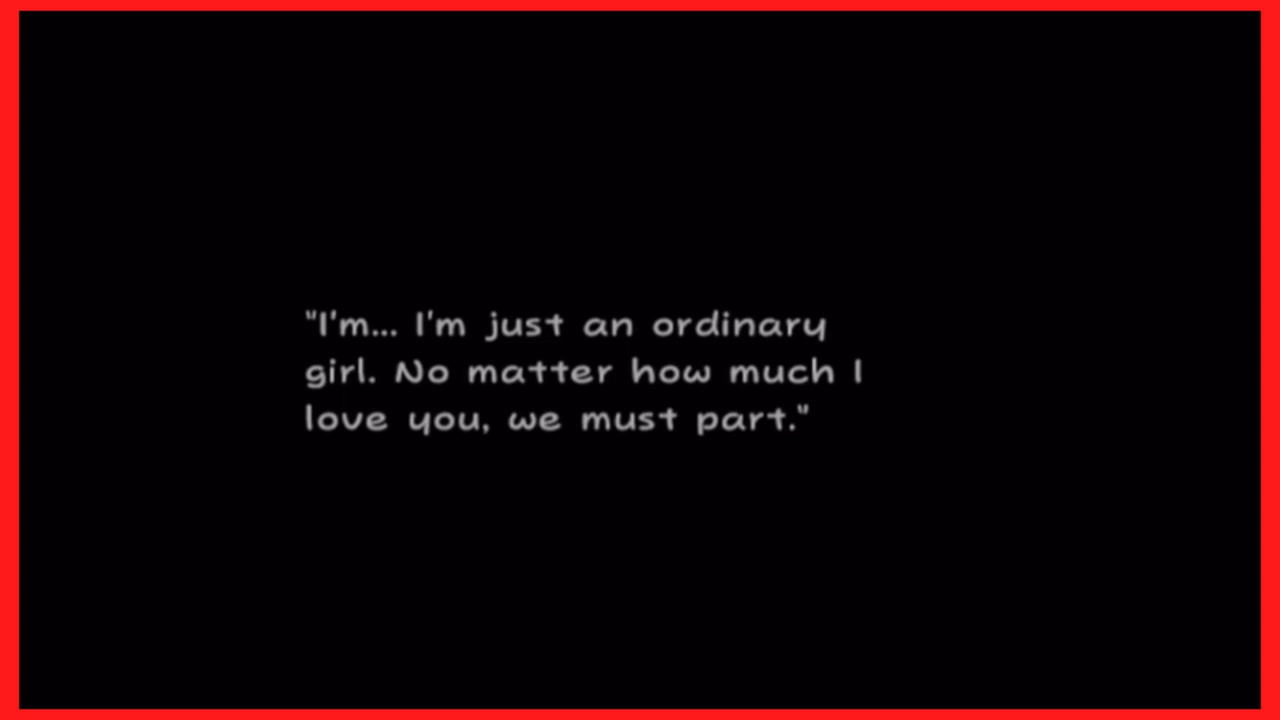 "I'm... I'm just an ordinary
girl. No matter how much I
love you, we must part."